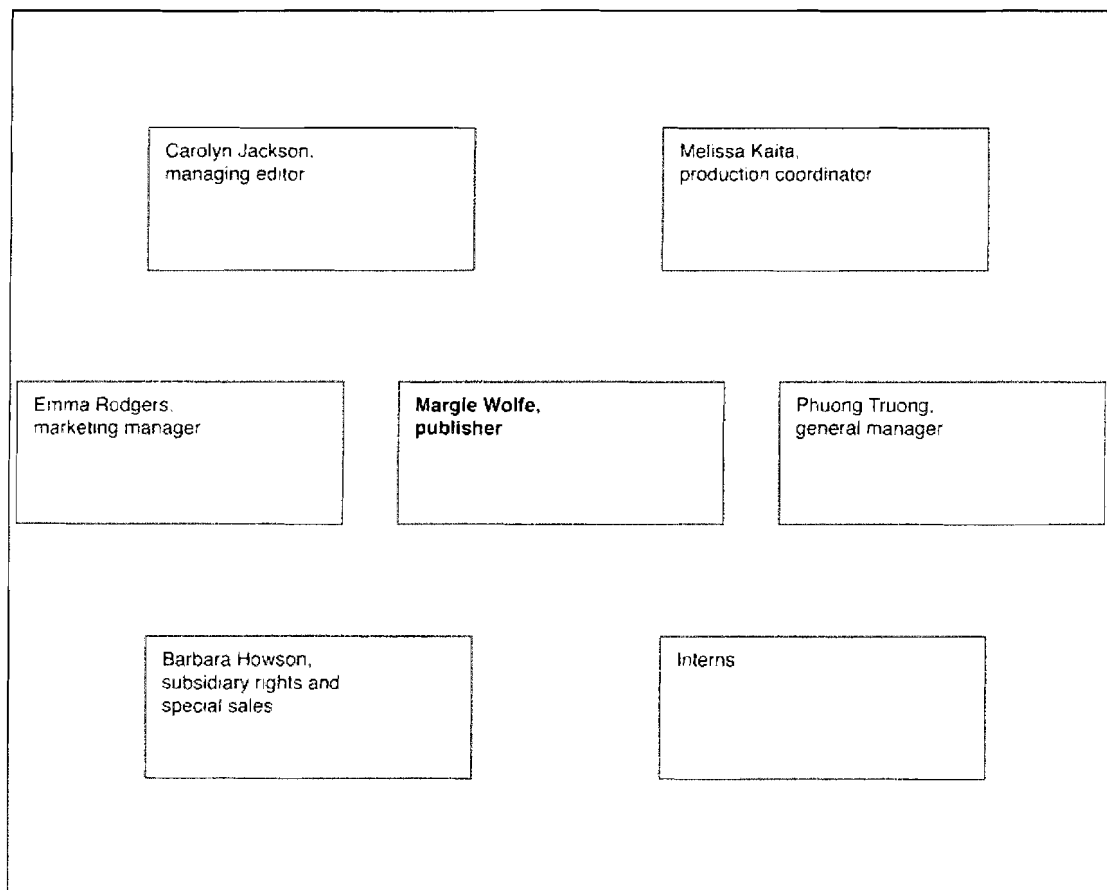 Carolyn Jackson,
managing editor
Melissa Kaita,
production coordinator
Emma Rodgers,
marketing manager
Margie Wolfe,
publisher
Phuong Truong,
general manager
Barbara Howson,
subsidiary rights and
special sales
Interns